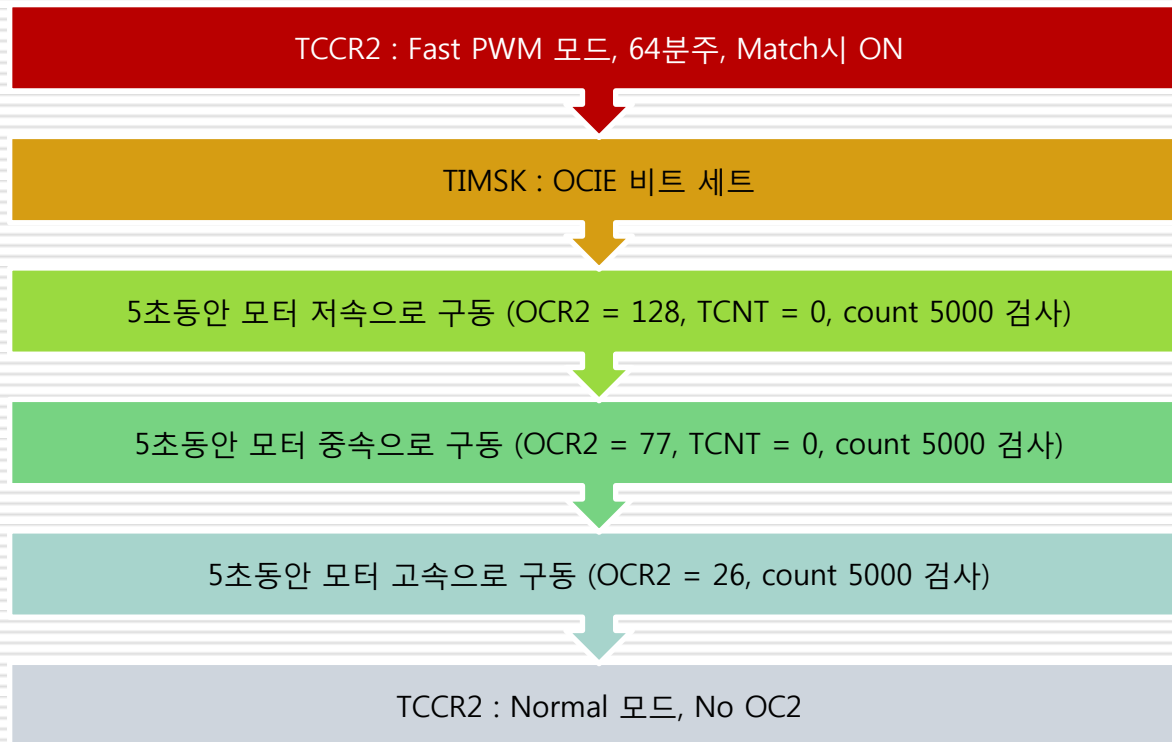 TCCR2 : Fast PWM 모드, 64분주, Match시 ON
TIMSK : OCIE 비트 세트
5초동안 모터 저속으로 구동 (OCR2 = 128, TCNT = 0, count 5000 검사)
5초동안 모터 중속으로 구동 (OCR2 = 77, TCNT = 0, count 5000 검사)
5초동안 모터 고속으로 구동 (OCR2 = 26, count 5000 검사)
TCCR2 : Normal 모드, No OC2